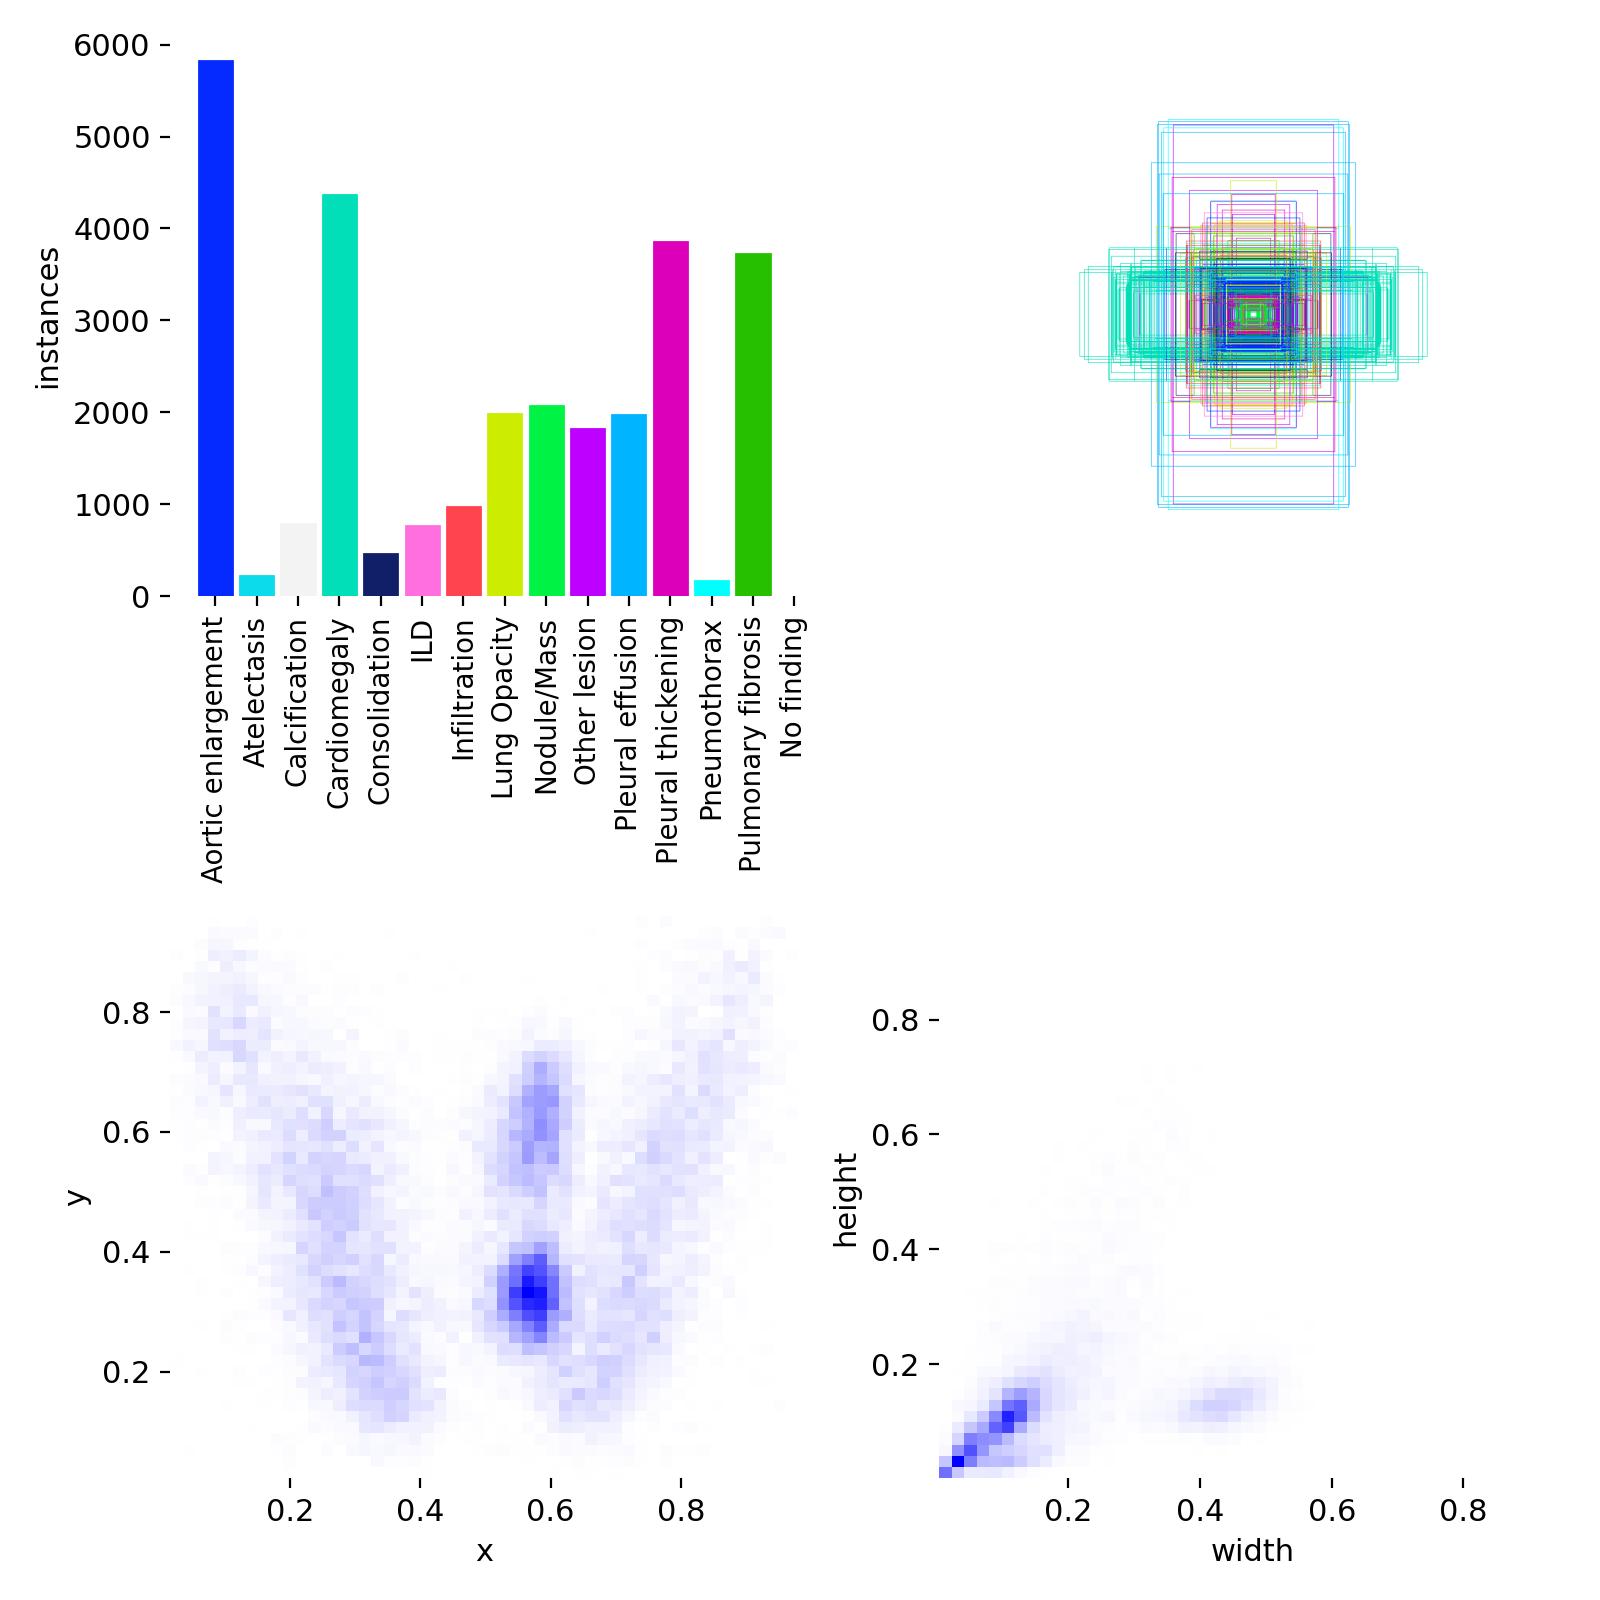 6000
5000
4000
3000
2000
1000
0
instances
Aortic enlargement
Atelectasis
Calcification
Cardiomegaly
Consolidation
ILD
Infiltration
Lung Opacity
Nodule/Mass
Other lesion
Pleural effusion
Pleural thickening
Pneumothorax
Pulmonary fibrosis
No finding
0.8
0.6
0.4
0.2
y
0.2 0.4 0.6 0.8
x
0.8
0.6
0.4
0.2
height
0.2 0.4 0.6 0.8
width